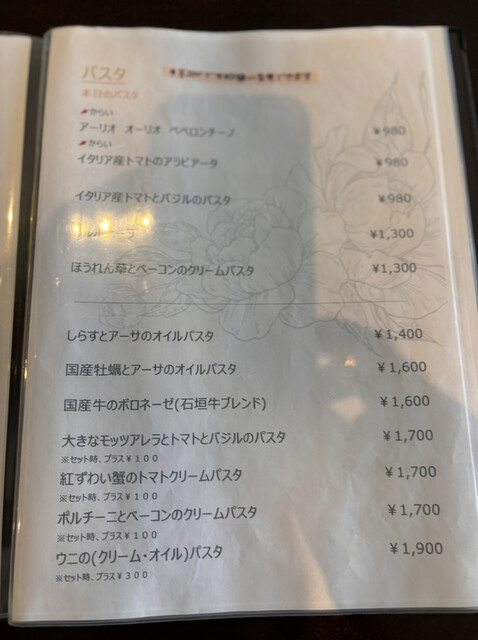 パスタ
本日のパスタ
からい
アーリオ オーリオ ペペロンチーノ ¥980
からい
イタリア産トマトのアラビアータ ¥980
イタリア産トマトとバジルのパスタ ¥980
¥1,300
ほうれん草とベーコンのクリームパスタ ¥1,300
しらすとアーサのオイルパスタ ¥1,400
国産牡蠣とアーサのオイルパスタ ¥1,600
国産牛のボロネーゼ(石垣牛ブレンド) ¥1,600
大きなモッツアレラとトマトとバジルのパスタ ¥1,700
※セット時、プラス¥100
紅ずわい蟹のトマトクリームパスタ ¥1,700
※セット時、プラス¥100
ポルチーニとベーコンのクリームパスタ ¥1,700
※セット時、プラス¥100
ウニの(クリーム・オイル)パスタ ¥1,900
※セット時、プラス¥300